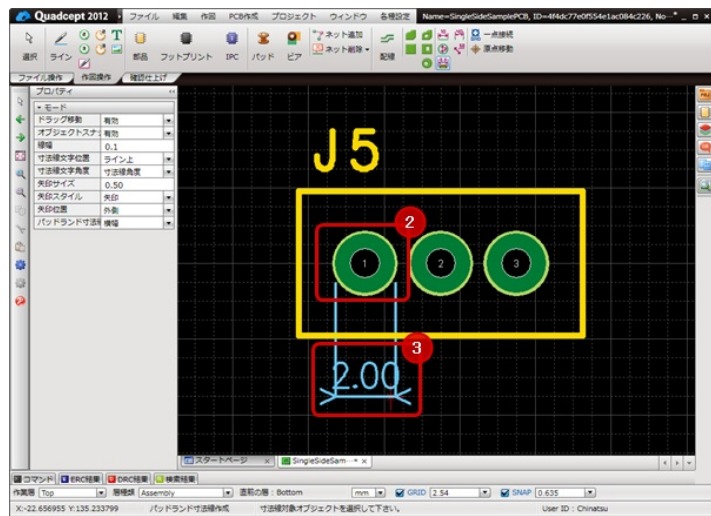 Quadcept 2012
ファイル 編集 作図 PCB作成 プロジェクト ウィンドウ 各種設定
Name=SingleSideSamplePCB, ID=4f4dc77e0f554e1ac084c226, No…*
選択 ライン 部品 フットプリント IPC パッド ビア ネット追加 ネット削除 配線 一点接続 原点移動
ファイル操作 作図操作 確認仕上げ
プロパティ
モード
ドラッグ移動 有効
オブジェクトスナッ 有効
線幅 0.1
寸法線文字位置 ライン上
寸法線文字角度 寸法線角度
矢印サイズ 0.50
矢印スタイル 矢印
矢印位置 外側
パッドランド寸法 横幅
J5
2
1 2 3
3
2.00
スタートページ SingleSideSam…*
コマンド ERC結果 DRC結果 検索結果
作業層 Top 層種類 Assembly 直前の層 : Bottom mm GRID 2.54 SNAP 0.635
X:-22.656955 Y:135.233799 パッドランド寸法線作成 寸法線対象オブジェクトを選択して下さい。 User ID : Chinatsu